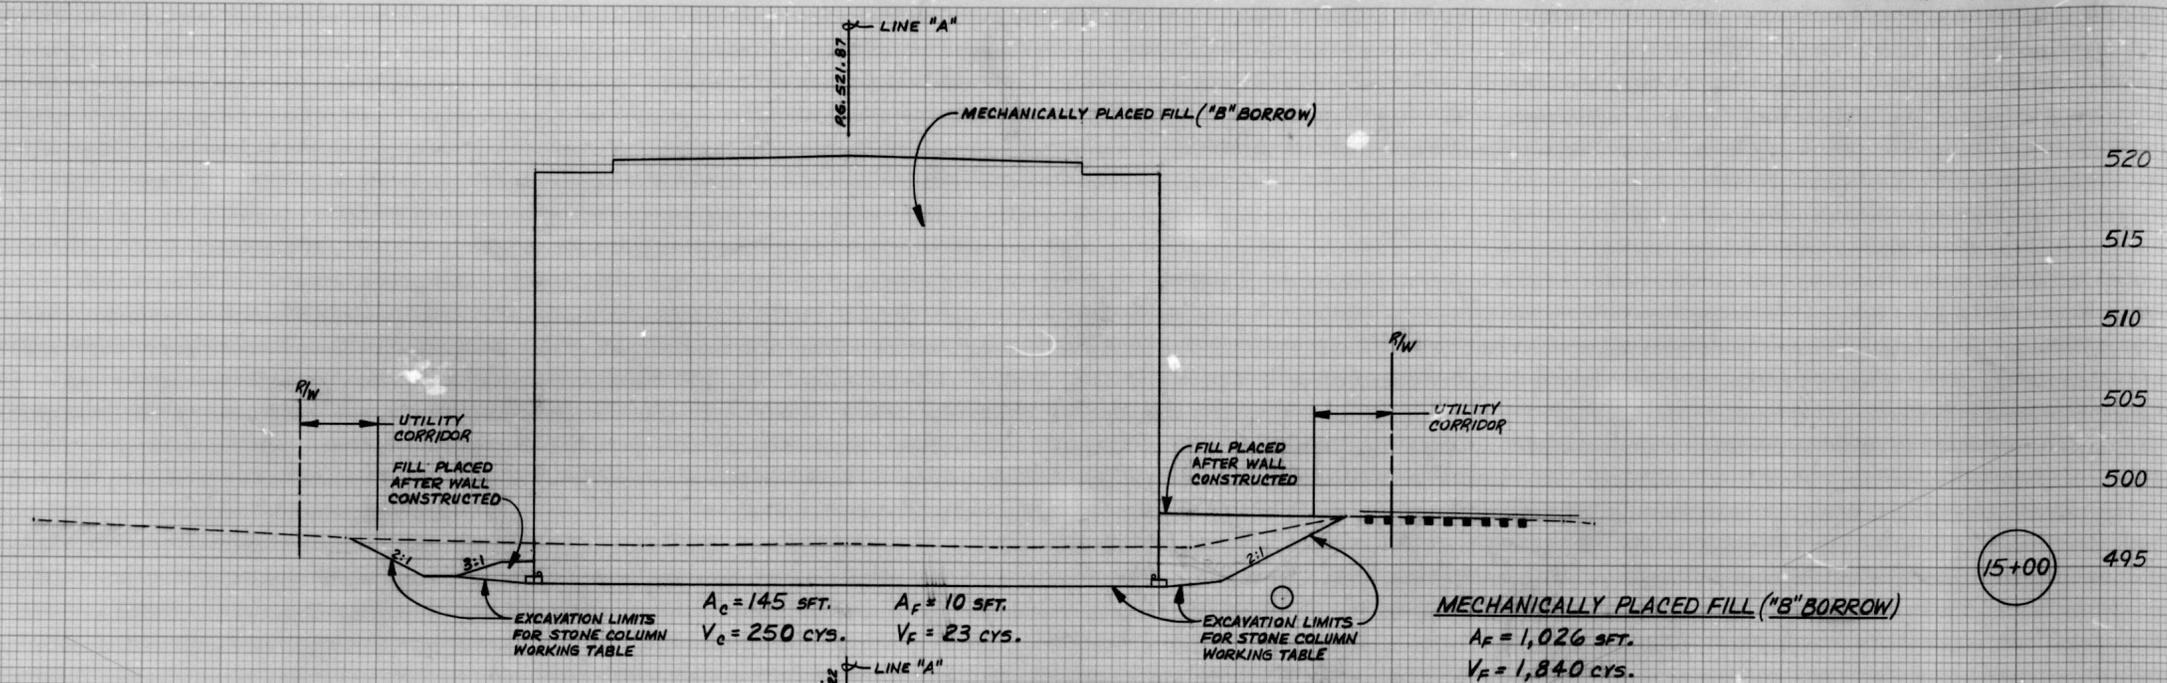 LINE "A"
P.G. 521.87
MECHANICALLY PLACED FILL ("B" BORROW)
520
515
510
R/W
R/W
505
UTILITY
CORRIDOR
UTILITY
CORRIDOR
FILL PLACED
AFTER WALL
CONSTRUCTED
FILL PLACED
AFTER WALL
CONSTRUCTED
500
2:1
3:1
2:1
495
15+00
EXCAVATION LIMITS
FOR STONE COLUMN
WORKING TABLE
Ac = 145 SFT.
Vc = 250 CYS.
AF = 10 SFT.
VF = 23 CYS.
EXCAVATION LIMITS
FOR STONE COLUMN
WORKING TABLE
MECHANICALLY PLACED FILL ("B" BORROW)
AF = 1,026 SFT.
VF = 1,840 CYS.
LINE "A"
22